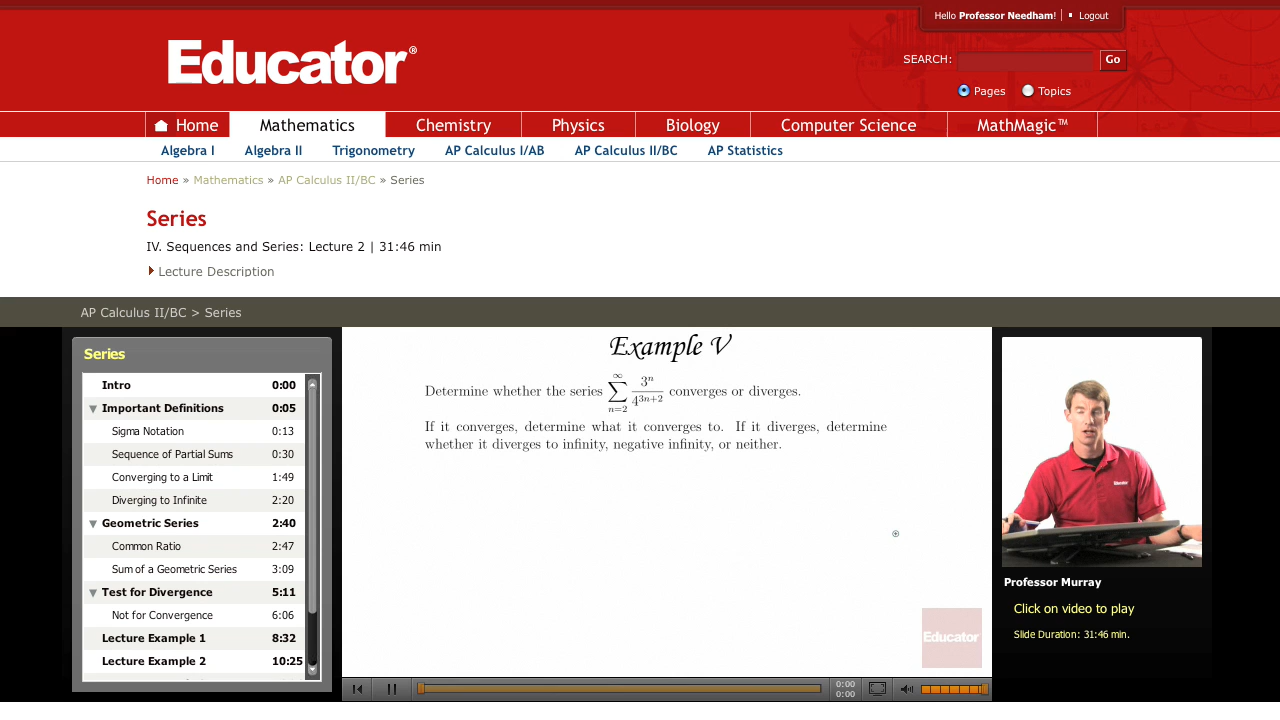 Hello Professor Needham! | ▪ Logout
Educator®
SEARCH: Go
Pages Topics
Home Mathematics Chemistry Physics Biology Computer Science MathMagic™
Algebra I Algebra II Trigonometry AP Calculus I/AB AP Calculus II/BC AP Statistics
Home » Mathematics » AP Calculus II/BC » Series
Series
IV. Sequences and Series: Lecture 2 | 31:46 min
Lecture Description
AP Calculus II/BC > Series
Series
Intro 0:00
Important Definitions 0:05
Sigma Notation 0:13
Sequence of Partial Sums 0:30
Converging to a Limit 1:49
Diverging to Infinite 2:20
Geometric Series 2:40
Common Ratio 2:47
Sum of a Geometric Series 3:09
Test for Divergence 5:11
Not for Convergence 6:06
Lecture Example 1 8:32
Lecture Example 2 10:25
Example V
Determine whether the series ∑_{n=2}^{∞} 3^n / 4^{3n+2} converges or diverges.
If it converges, determine what it converges to. If it diverges, determine
whether it diverges to infinity, negative infinity, or neither.
Educator
0:00
0:00
Educator
Professor Murray
Click on video to play
Slide Duration: 31:46 min.